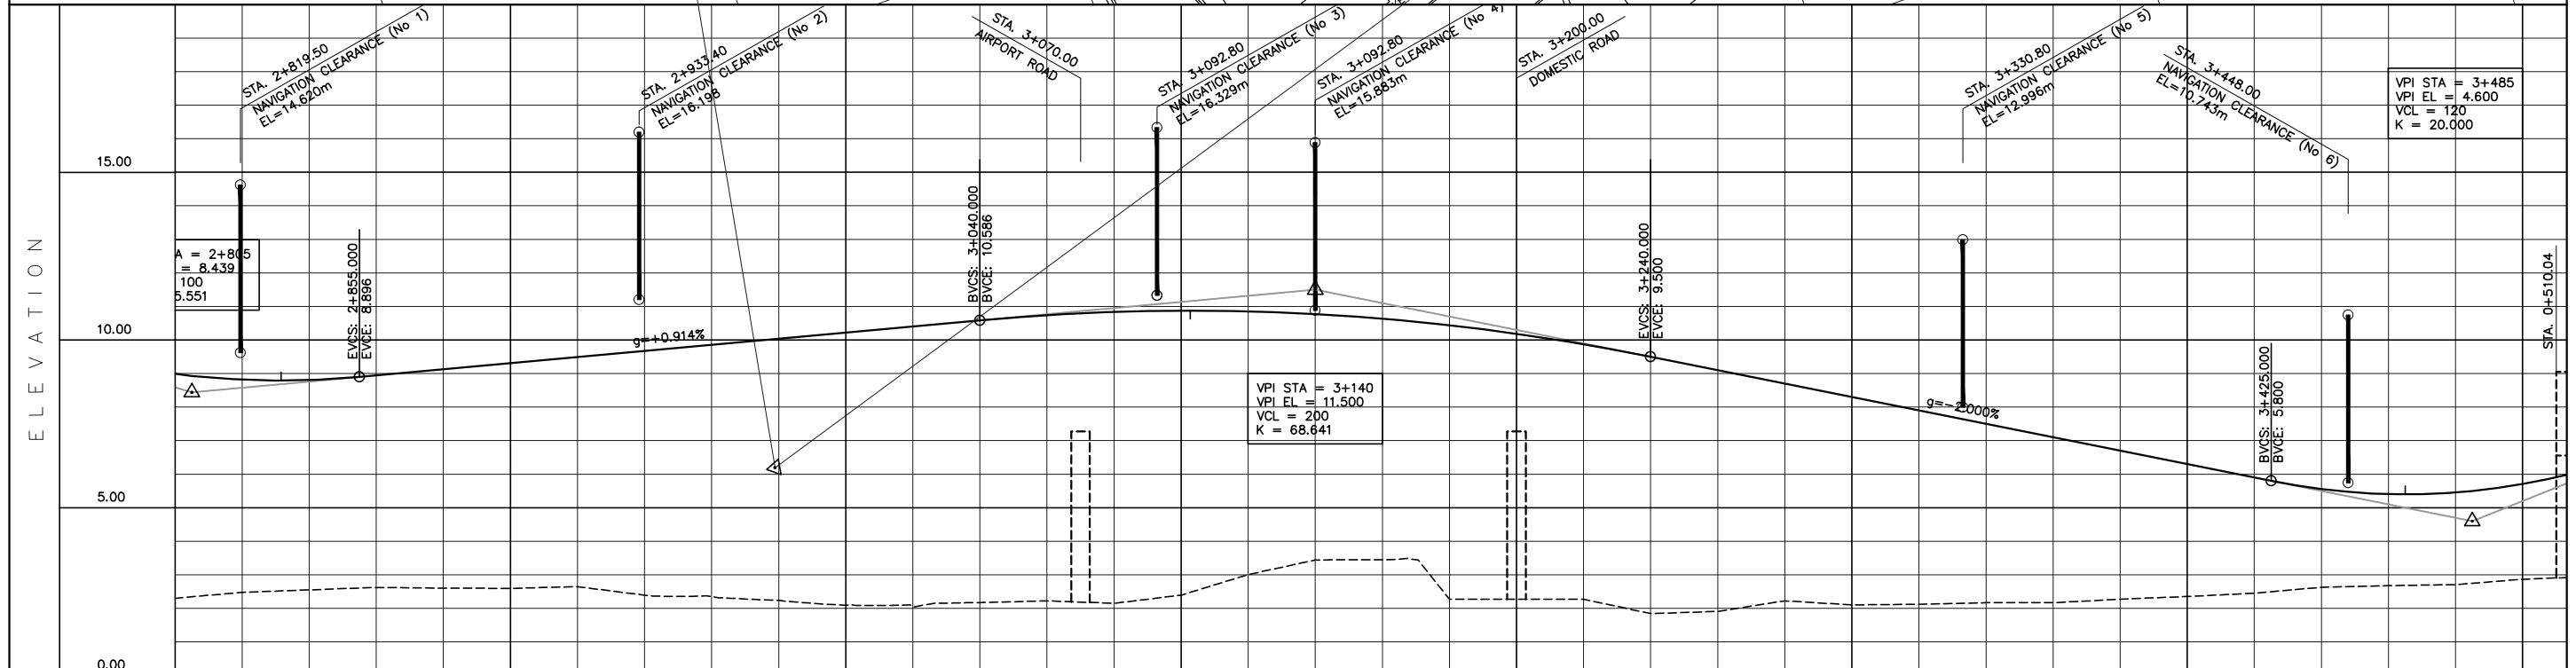 STA. 2+819.50
NAVIGATION CLEARANCE (No 1)
EL=14.620m
STA. 2+933.40
NAVIGATION CLEARANCE (No 2)
EL=16.198
STA. 3+070.00
AIRPORT ROAD
STA. 3+092.80
NAVIGATION CLEARANCE (No 3)
EL=16.329m
STA. 3+092.80
NAVIGATION CLEARANCE (No 4)
EL=15.883m
STA. 3+200.00
DOMESTIC ROAD
STA. 3+330.80
NAVIGATION CLEARANCE (No 5)
EL=12.996m
STA. 3+448.00
NAVIGATION CLEARANCE (No 6)
EL=10.743m
VPI STA = 3+485
VPI EL = 4.600
VCL = 120
K = 20.000
ELEVATION
15.00
10.00
5.00
0.00
A = 2+805
= 8.439
100
5.551
EVCS: 2+855.000
EVCE: 8.896
g=+0.914%
BVCS: 3+040.000
BVCE: 10.586
VPI STA = 3+140
VPI EL = 11.500
VCL = 200
K = 68.641
EVCS: 3+240.000
EVCE: 9.500
g=-2.000%
BVCS: 3+425.000
BVCE: 5.800
STA. 0+510.04